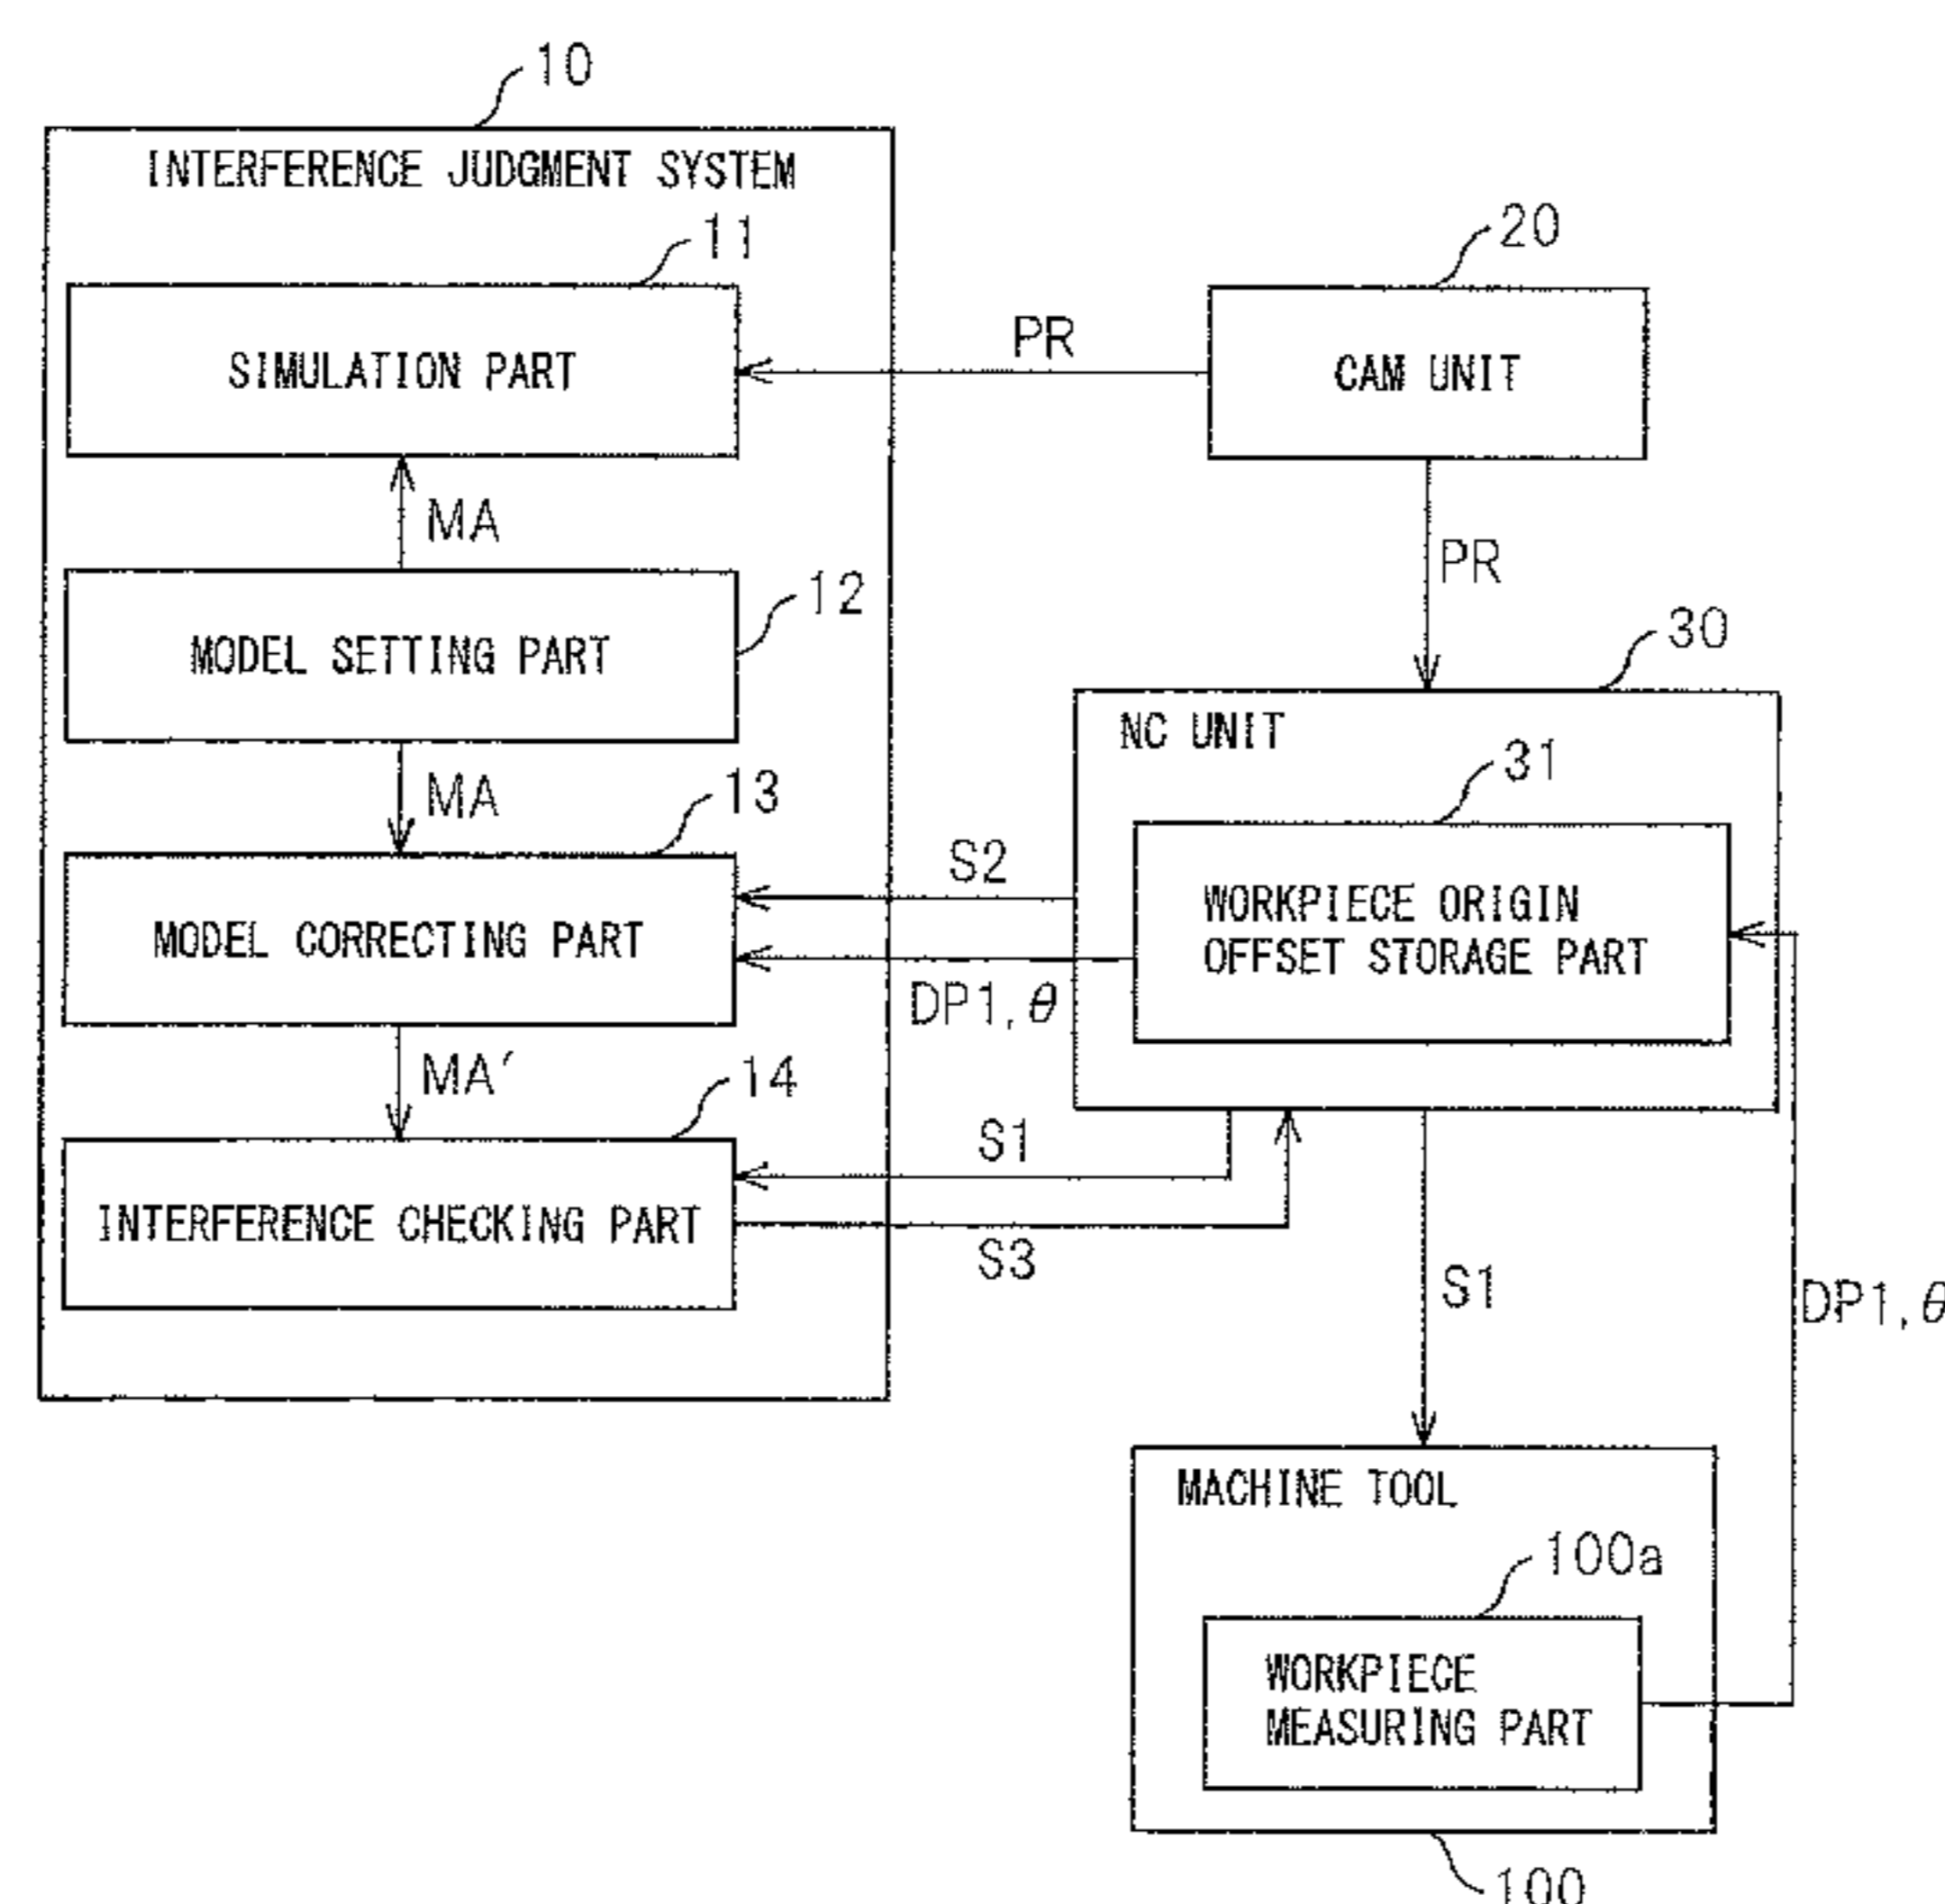 10
INTERFERENCE JUDGMENT SYSTEM
11
SIMULATION PART
PR
20
CAM UNIT
MA
PR
12
MODEL SETTING PART
30
NC UNIT
MA
13
31
S2
MODEL CORRECTING PART
WORKPIECE ORIGIN
OFFSET STORAGE PART
DP1,θ
MA′
14
S1
INTERFERENCE CHECKING PART
S3
S1
DP1,θ
MACHINE TOOL
100a
WORKPIECE
MEASURING PART
100